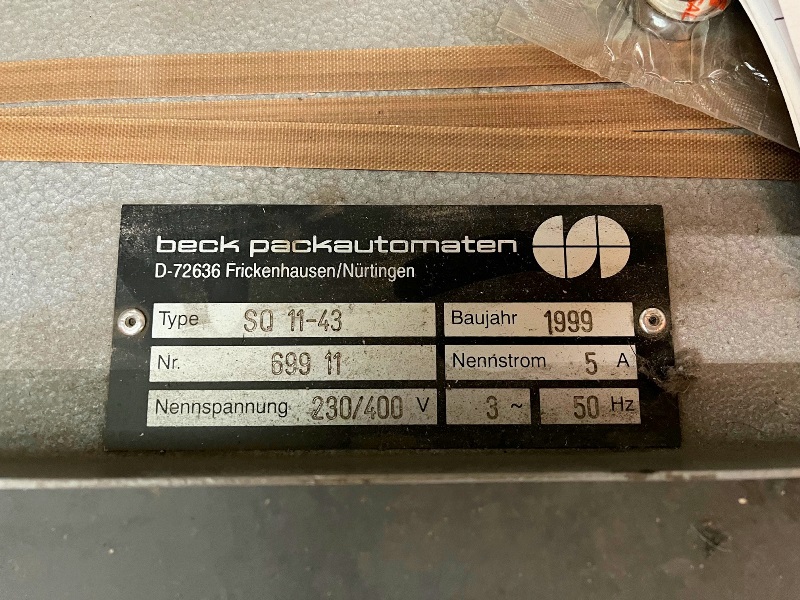 beck packautomaten
D-72636 Frickenhausen/Nürtingen
Type SQ 11-43 Baujahr 1999
Nr. 699 11 Nennstrom 5 A
Nennspannung 230/400 V 3 ~ 50 Hz